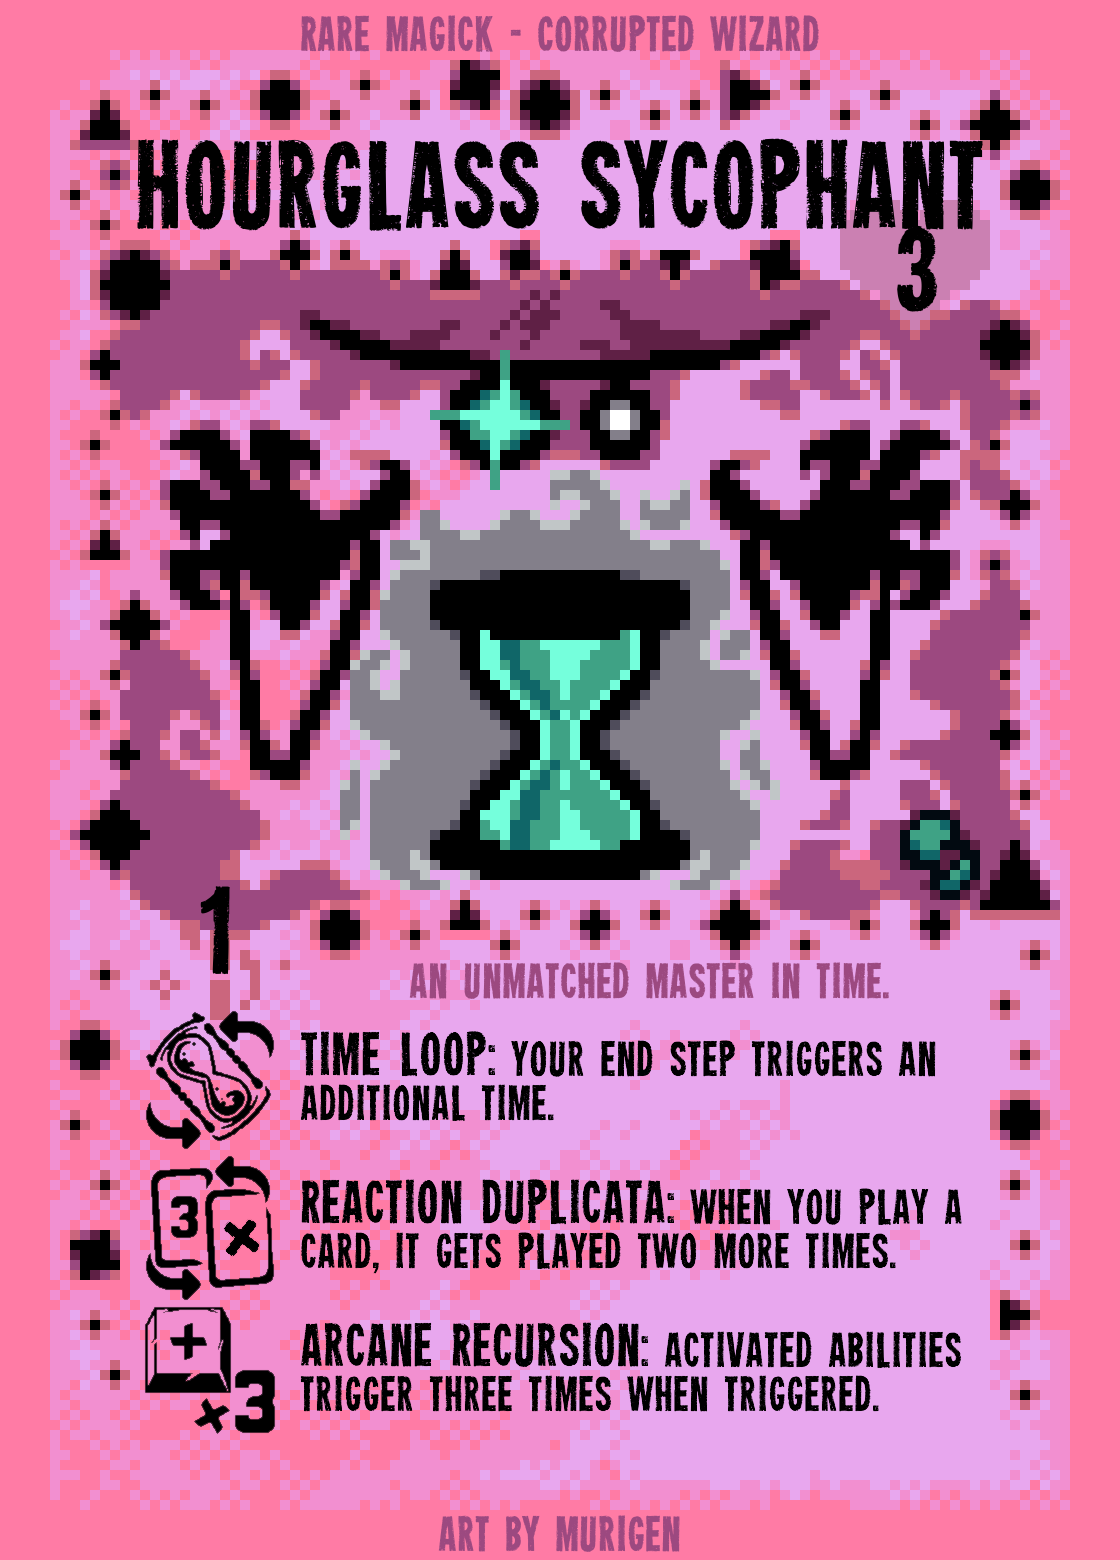 RARE MAGICK - CORRUPTED WIZARD
HOURGLASS SYCOPHANT
3
1
AN UNMATCHED MASTER IN TIME.
TIME LOOP: YOUR END STEP TRIGGERS AN
ADDITIONAL TIME.
3
REACTION DUPLICATA: WHEN YOU PLAY A
CARD, IT GETS PLAYED TWO MORE TIMES.
+
×3
ARCANE RECURSION: ACTIVATED ABILITIES
TRIGGER THREE TIMES WHEN TRIGGERED.
ART BY MURIGEN